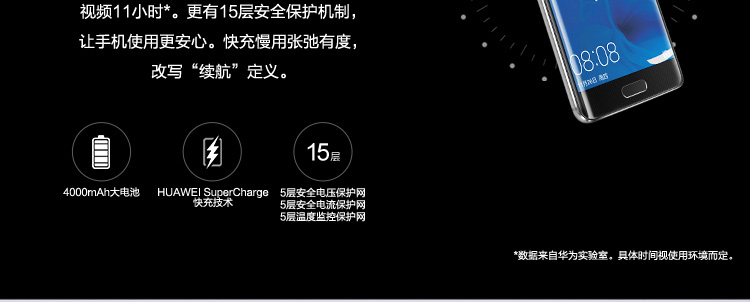 视频11小时*。更有15层安全保护机制，
让手机使用更安心。快充慢用张弛有度，
改写“续航”定义。
08:08
15层
4000mAh大电池
HUAWEI SuperCharge
快充技术
5层安全电压保护网
5层安全电流保护网
5层温度监控保护网
*数据来自华为实验室。具体时间视使用环境而定。